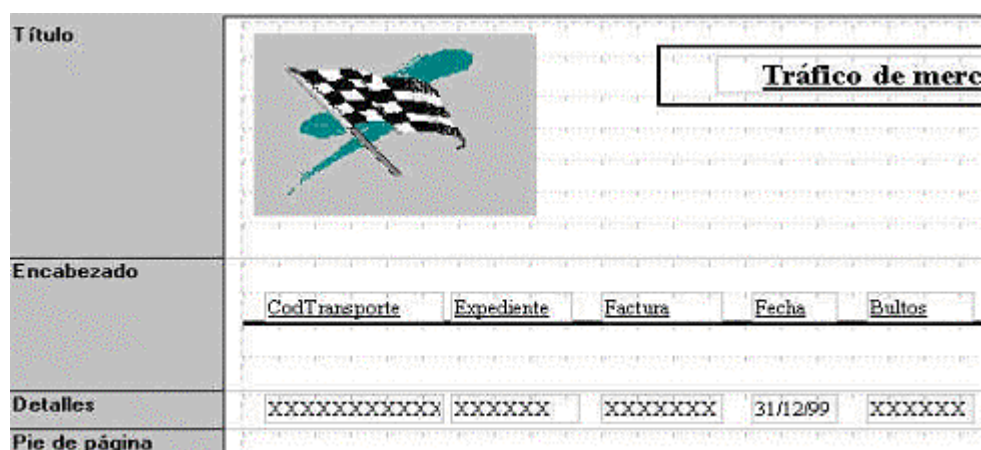 Título
Tráfico de merc
Encabezado
CodTransporte Expediente Factura Fecha Bultos
Detalles XXXXXXXXXXX XXXXXX XXXXXXX 31/12/99 XXXXXX
Pie de página